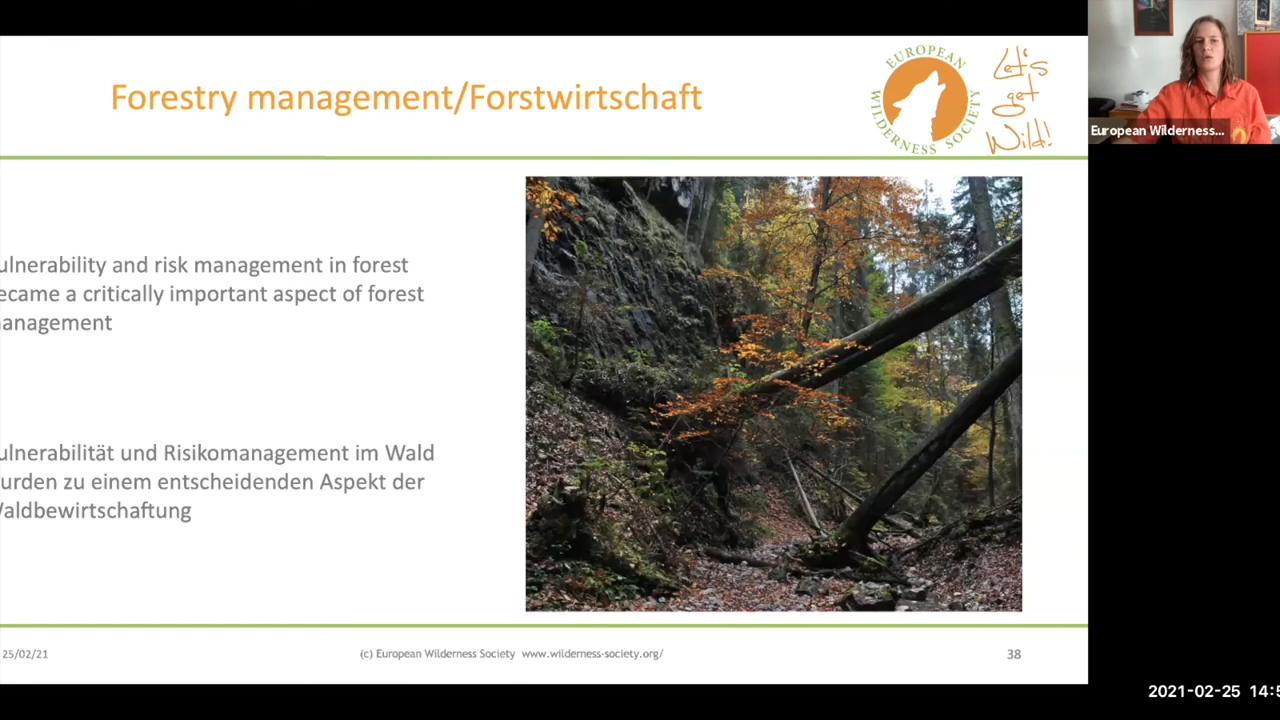 Forestry management/Forstwirtschaft
EUROPEAN
WILDERNESS SOCIETY
Let's
get
Wild!
European Wilderness...
ulnerability and risk management in forest
ecame a critically important aspect of forest
anagement
ulnerabilität und Risikomanagement im Wald
urden zu einem entscheidenden Aspekt der
Waldbewirtschaftung
25/02/21
(c) European Wilderness Society www.wilderness-society.org/
38
2021-02-25 14:5